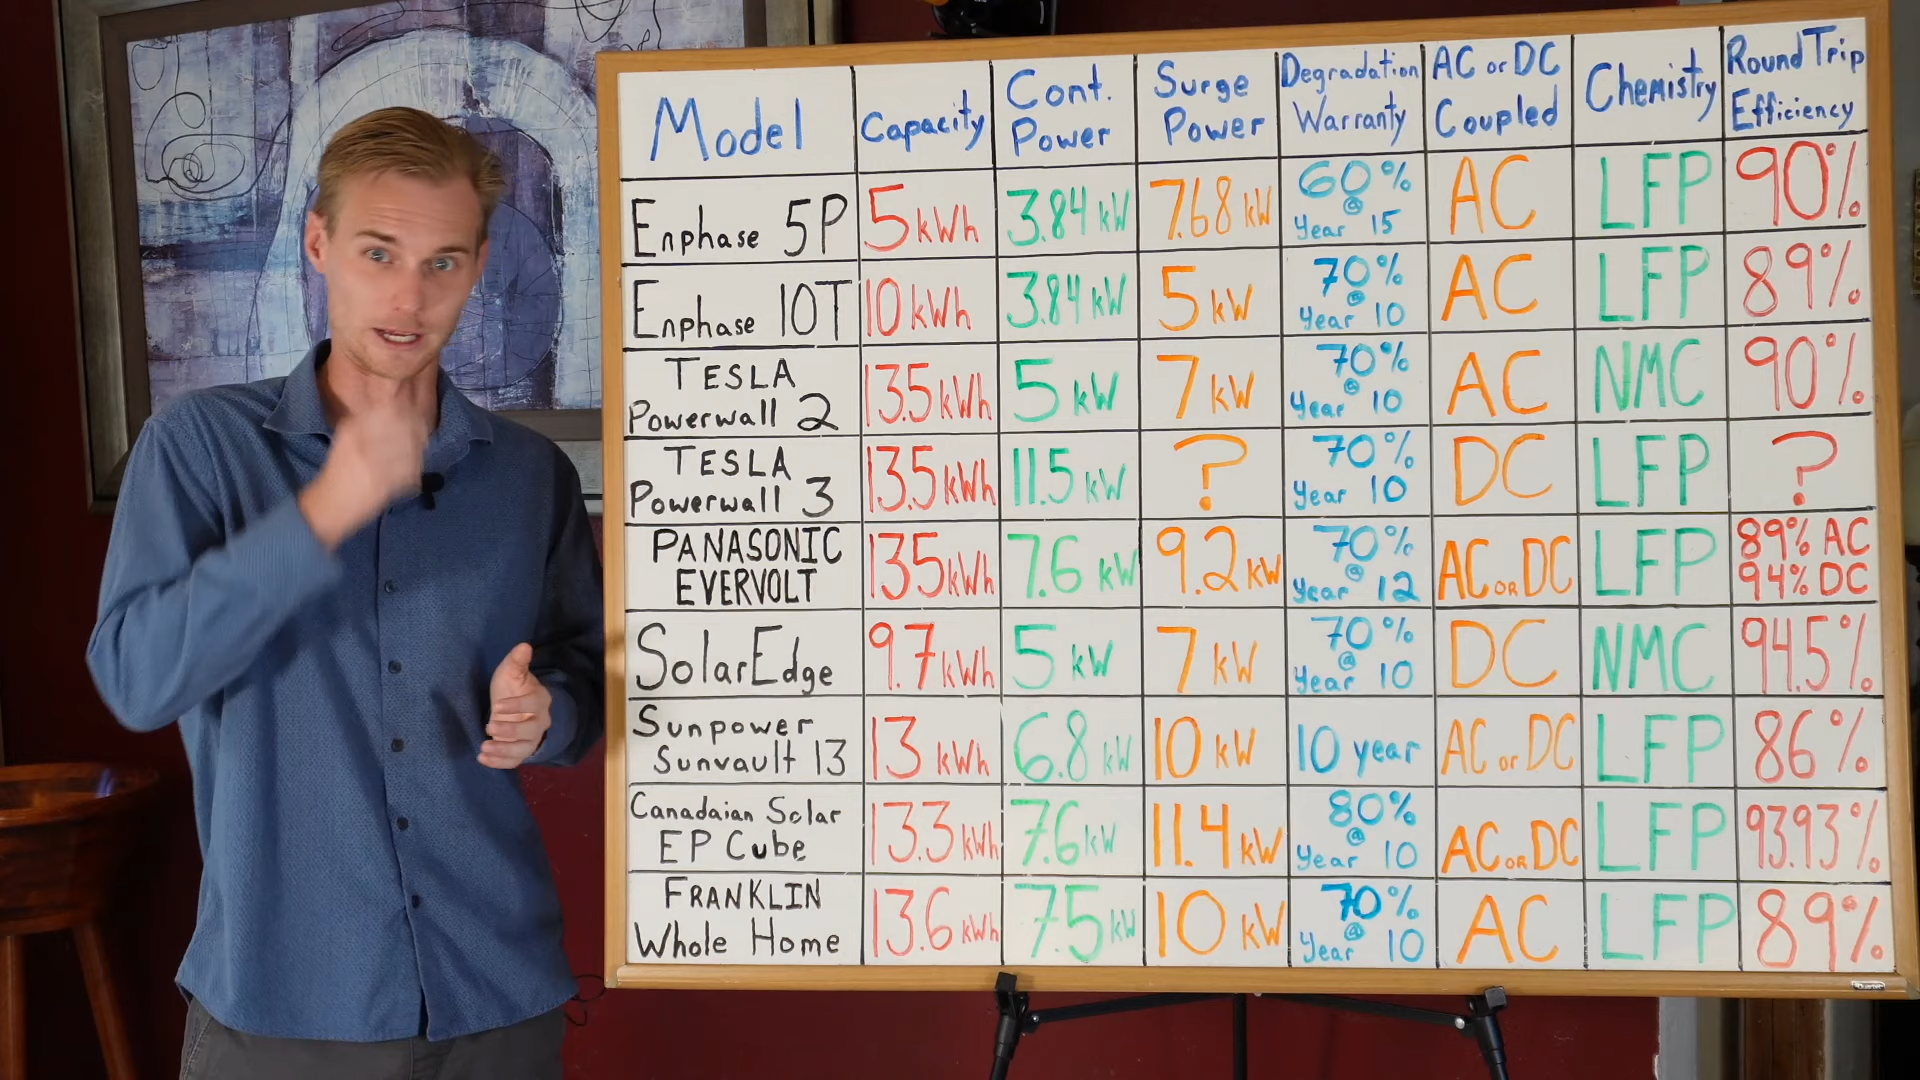 Model Capacity Cont. Power Surge Power Degradation Warranty AC or DC Coupled Chemistry Round Trip Efficiency
Enphase 5P 5kWh 3.84 kW 7.68 kW 60% @ Year 15 AC LFP 90%
Enphase 10T 10 kWh 3.84 kW 5 kW 70% @ Year 10 AC LFP 89%
TESLA Powerwall 2 13.5 kWh 5 kW 7 kW 70% @ Year 10 AC NMC 90%
TESLA Powerwall 3 13.5 kWh 11.5 kW ? 70% @ Year 10 DC LFP ?
PANASONIC EVERVOLT 135kWh 7.6 kW 9.2 kW 70% @ Year 12 AC OR DC LFP 89% AC 94% DC
SolarEdge 9.7 kWh 5 kW 7 kW 70% @ Year 10 DC NMC 94.5%
Sunpower Sunvault 13 13 kWh 6.8 kW 10 kW 10 year AC or DC LFP 86%
Canadaian Solar EP Cube 13.3 kWh 7.6 kW 11.4 kW 80% @ Year 10 AC OR DC LFP 93.93%
FRANKLIN Whole Home 13.6 kWh 7.5 kW 10 kW 70% @ Year 10 AC LFP 89%